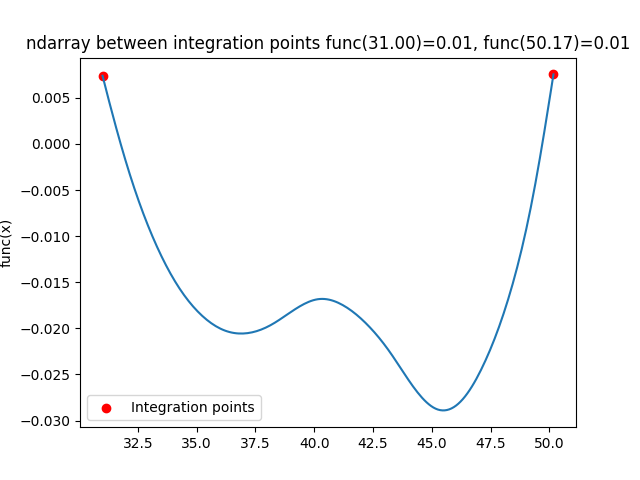 ndarray between integration points func(31.00)=0.01, func(50.17)=0.01
func(x)
0.005
0.000
−0.005
−0.010
−0.015
−0.020
−0.025
−0.030
Integration points
32.5 35.0 37.5 40.0 42.5 45.0 47.5 50.0